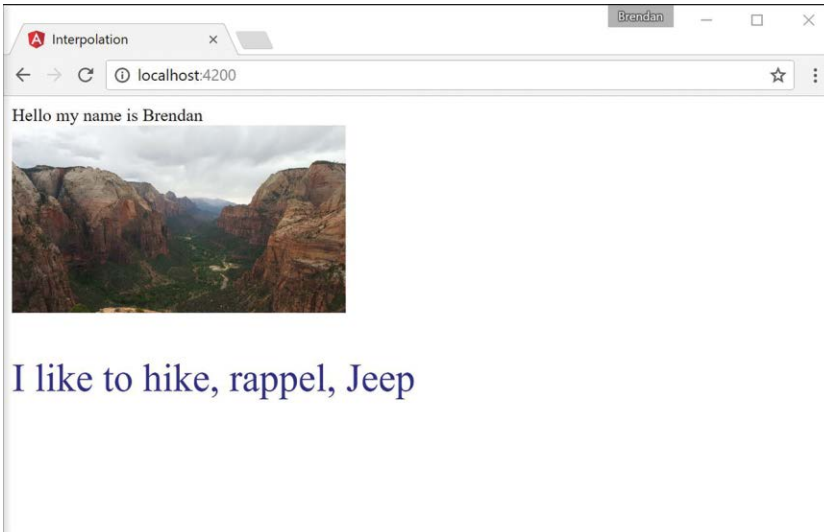 Brendan
Interpolation
localhost:4200
Hello my name is Brendan
I like to hike, rappel, Jeep